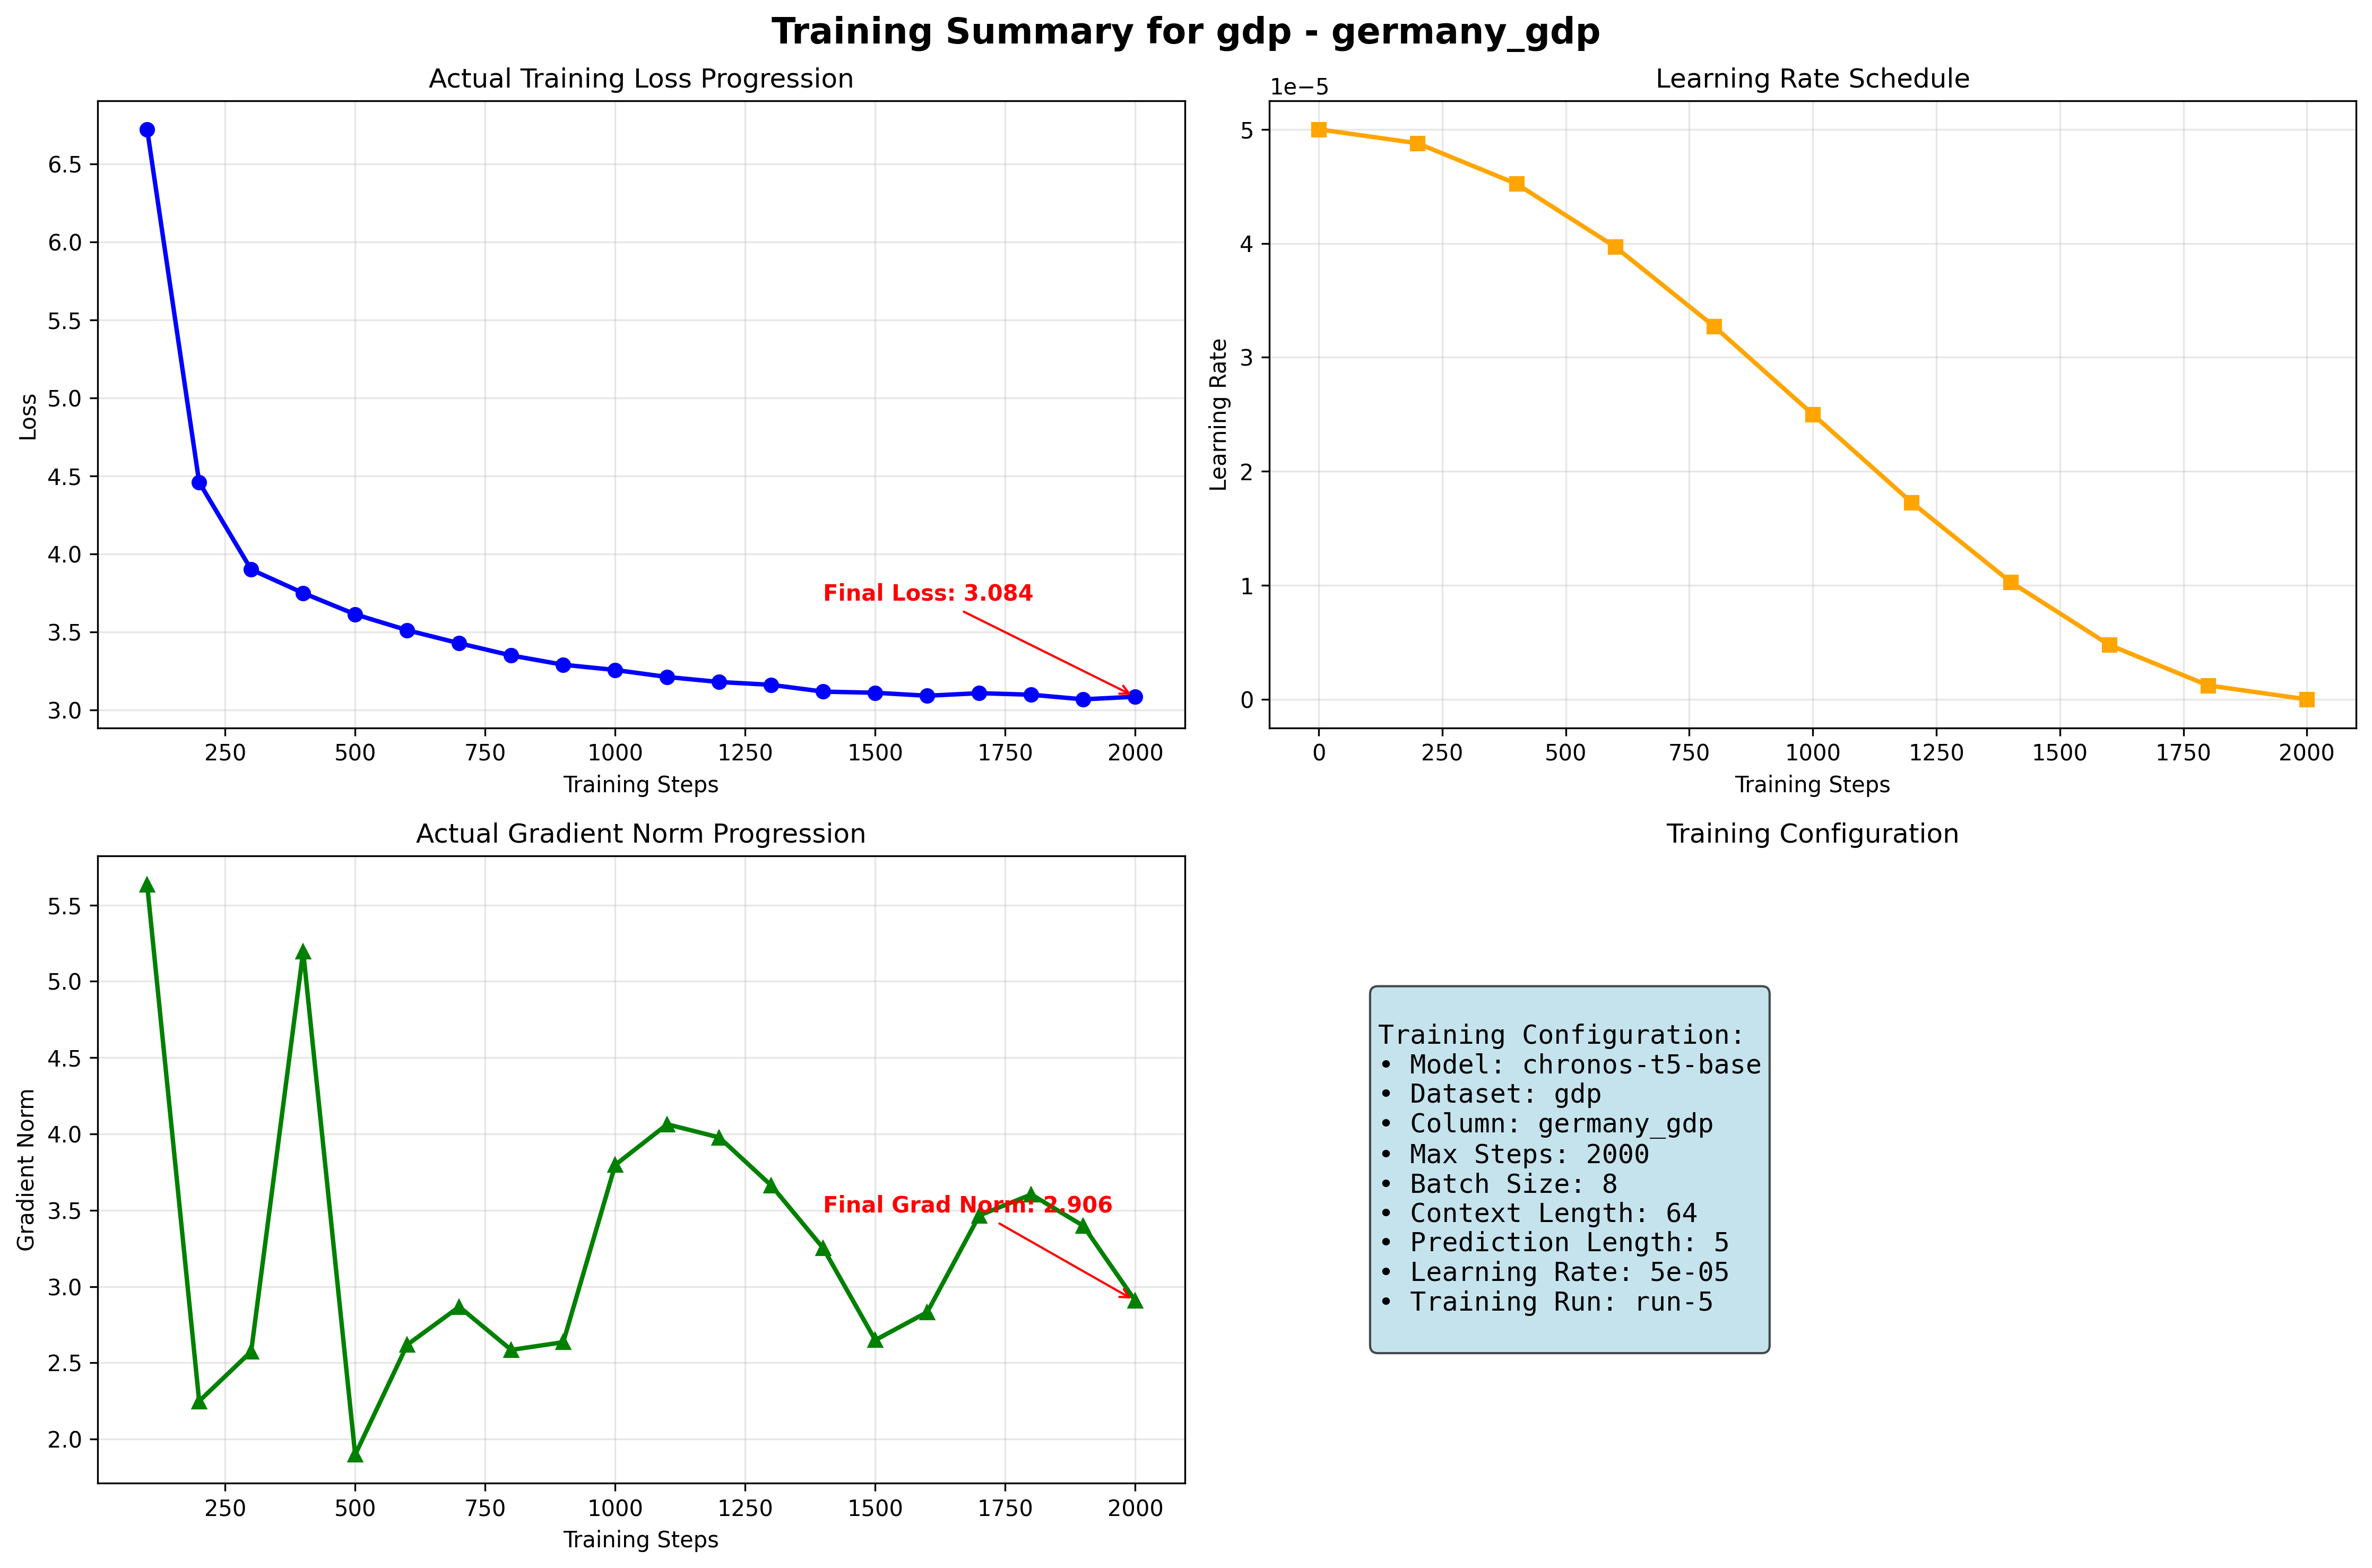 Training Summary for gdp - germany_gdp
Actual Training Loss Progression
Loss
6.5
6.0
5.5
5.0
4.5
4.0
3.5
3.0
Final Loss: 3.084
250 500 750 1000 1250 1500 1750 2000
Training Steps
Learning Rate Schedule
1e−5
Learning Rate
5
4
3
2
1
0
0 250 500 750 1000 1250 1500 1750 2000
Training Steps
Actual Gradient Norm Progression
Gradient Norm
5.5
5.0
4.5
4.0
3.5
3.0
2.5
2.0
Final Grad Norm: 2.906
250 500 750 1000 1250 1500 1750 2000
Training Steps
Training Configuration
Training Configuration:
• Model: chronos-t5-base
• Dataset: gdp
• Column: germany_gdp
• Max Steps: 2000
• Batch Size: 8
• Context Length: 64
• Prediction Length: 5
• Learning Rate: 5e-05
• Training Run: run-5